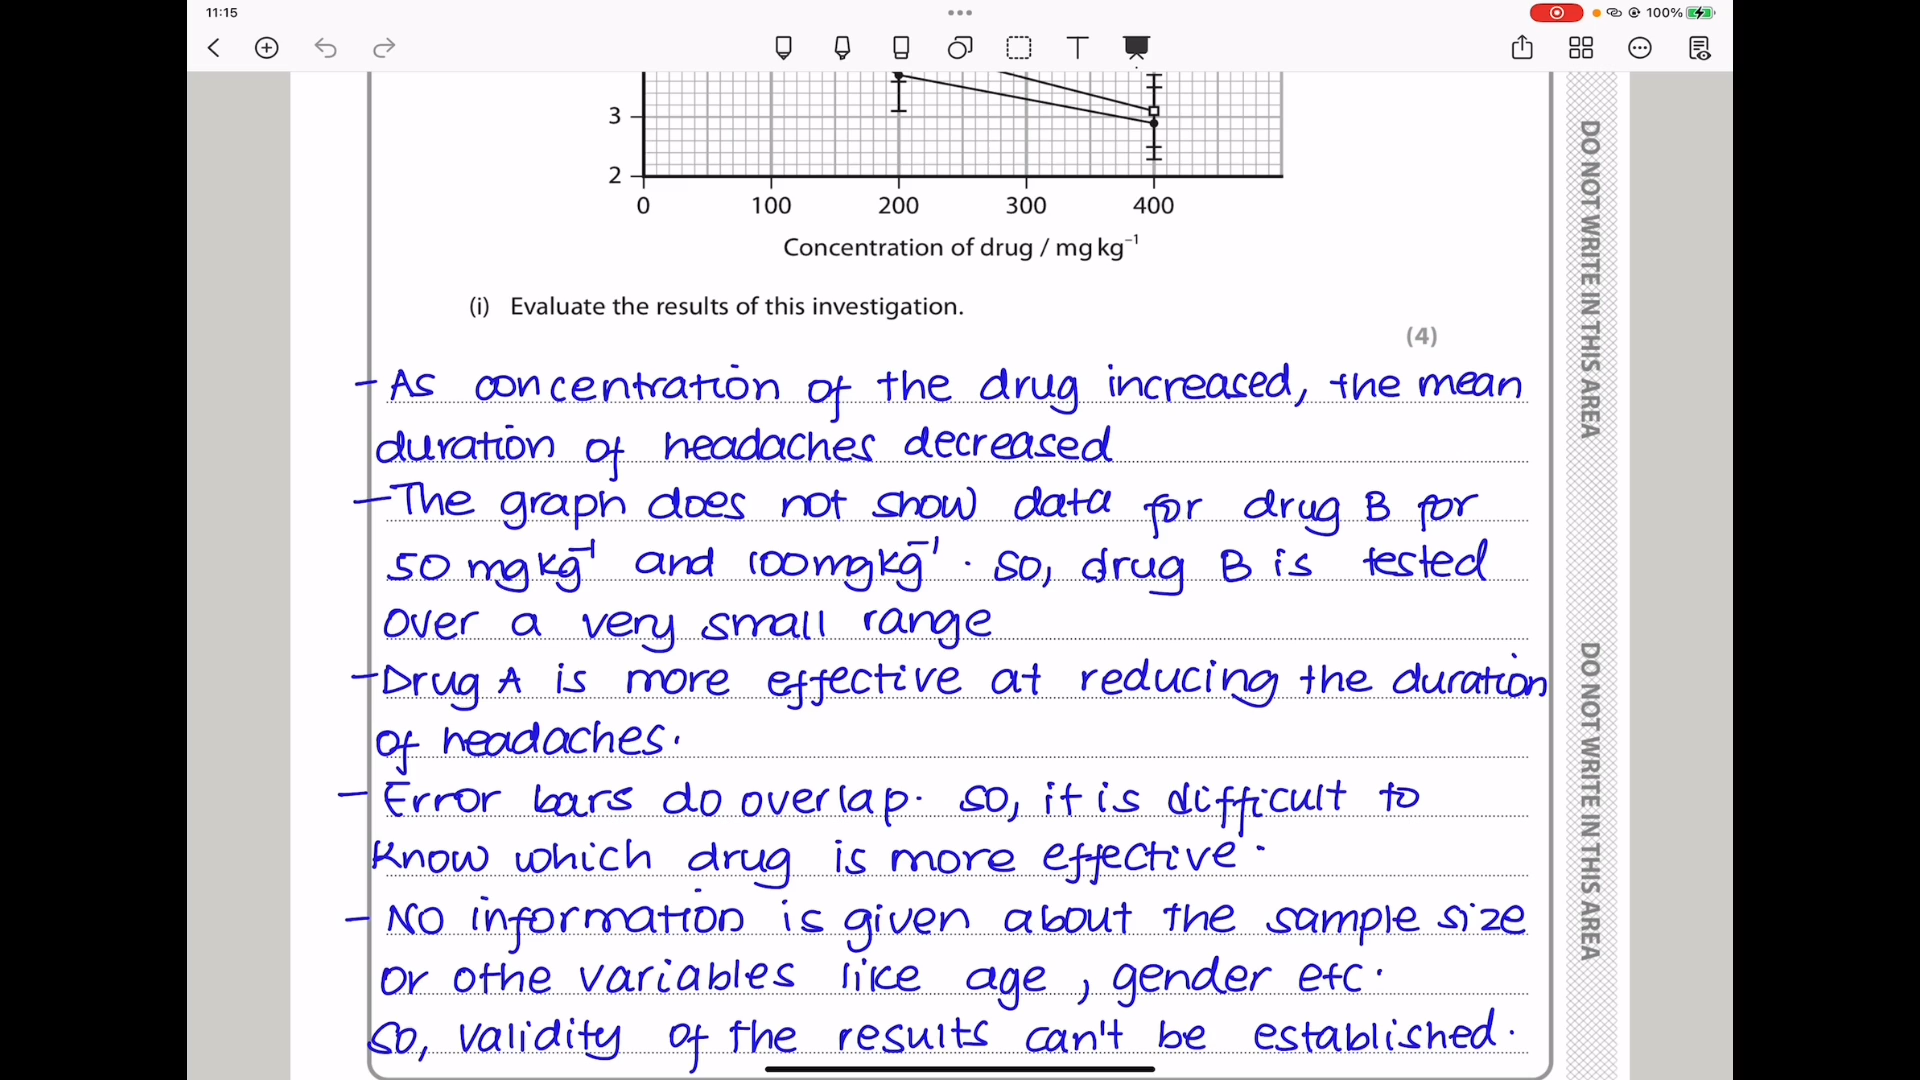 11:15
100%
3
2
0 100 200 300 400
Concentration of drug / mg kg⁻¹
(i) Evaluate the results of this investigation.
(4)
- As concentration of the drug increased, the mean
duration of headaches decreased
- The graph does not show data for drug B for
50 mg kg⁻¹ and 100mg kg⁻¹. So, drug B is tested
over a very small range
- Drug A is more effective at reducing the duration
of headaches.
- Error bars do overlap. So, it is difficult to
know which drug is more effective.
- No information is given about the sample size
or othe variables like age, gender etc.
So, validity of the results can't be established.
DO NOT WRITE IN THIS AREA
DO NOT WRITE IN THIS AREA